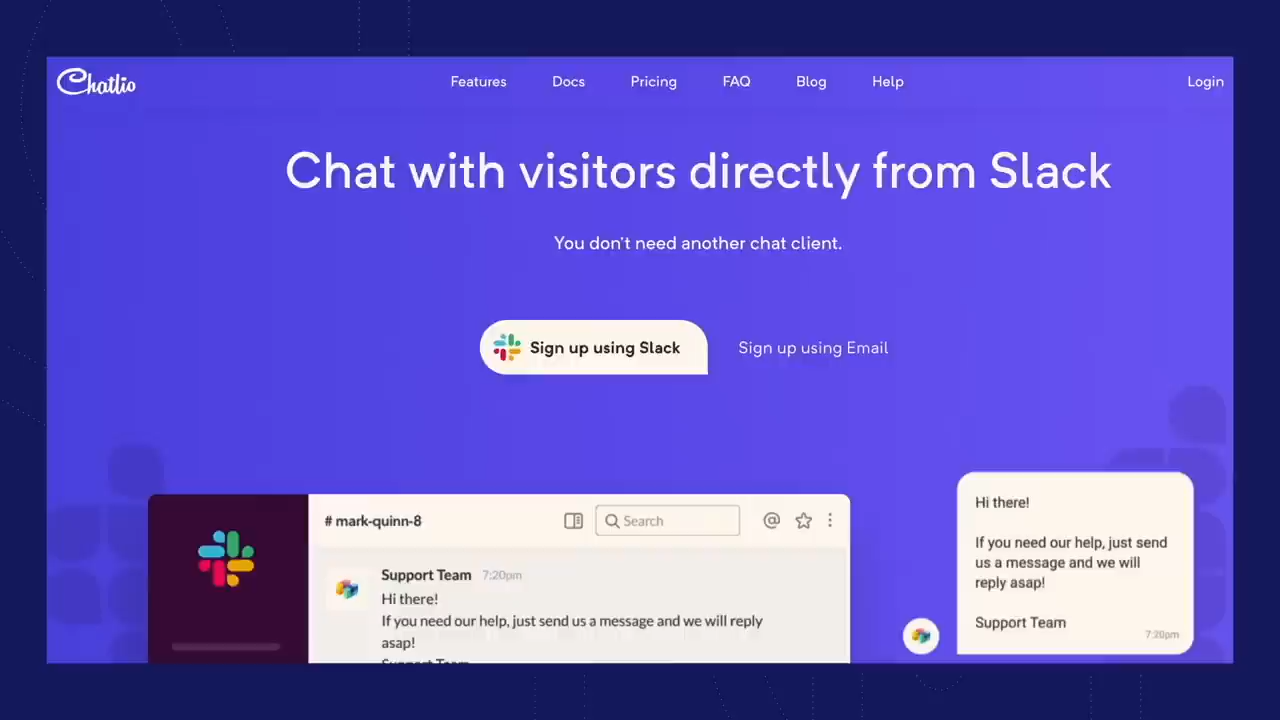 Chatlio
Features Docs Pricing FAQ Blog Help Login
Chat with visitors directly from Slack
You don't need another chat client.
Sign up using Slack
Sign up using Email
# mark-quinn-8
Search
Support Team 7:20pm
Hi there!
If you need our help, just send us a message and we will reply
asap!
Support Team
Hi there!
If you need our help, just send
us a message and we will
reply asap!
Support Team
7:20pm